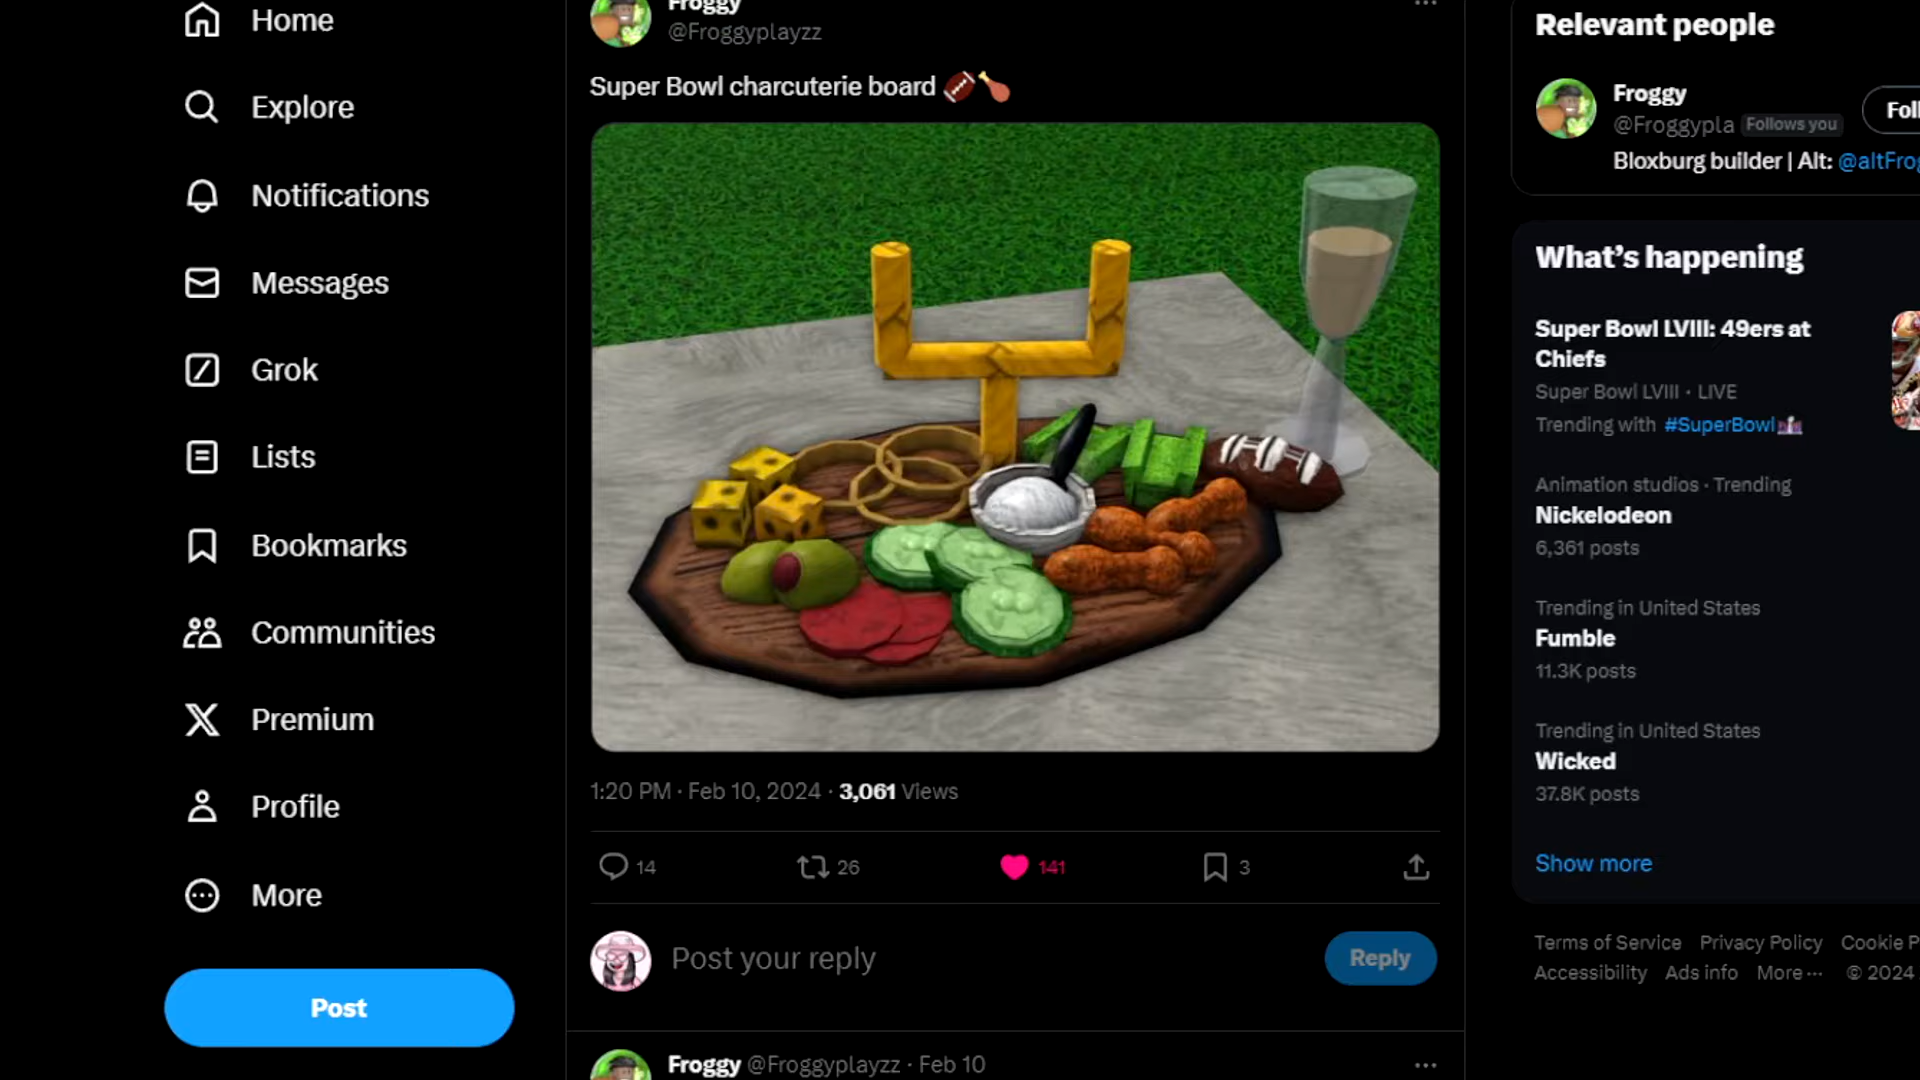 Home
Explore
Notifications
Messages
Grok
Lists
Bookmarks
Communities
Premium
Profile
More
Post
Froggy
@Froggyplayzz
Super Bowl charcuterie board
1:20 PM · Feb 10, 2024 · 3,061 Views
14
26
141
3
Post your reply
Reply
Froggy @Froggyplayzz · Feb 10
Relevant people
Froggy
@Froggypla Follows you
Foll
Bloxburg builder | Alt: @altFrog
What's happening
Super Bowl LVIII: 49ers at
Chiefs
Super Bowl LVIII · LIVE
Trending with #SuperBowl
Animation studios · Trending
Nickelodeon
6,361 posts
Trending in United States
Fumble
11.3K posts
Trending in United States
Wicked
37.8K posts
Show more
Terms of Service Privacy Policy Cookie P
Accessibility Ads info More ··· © 2024